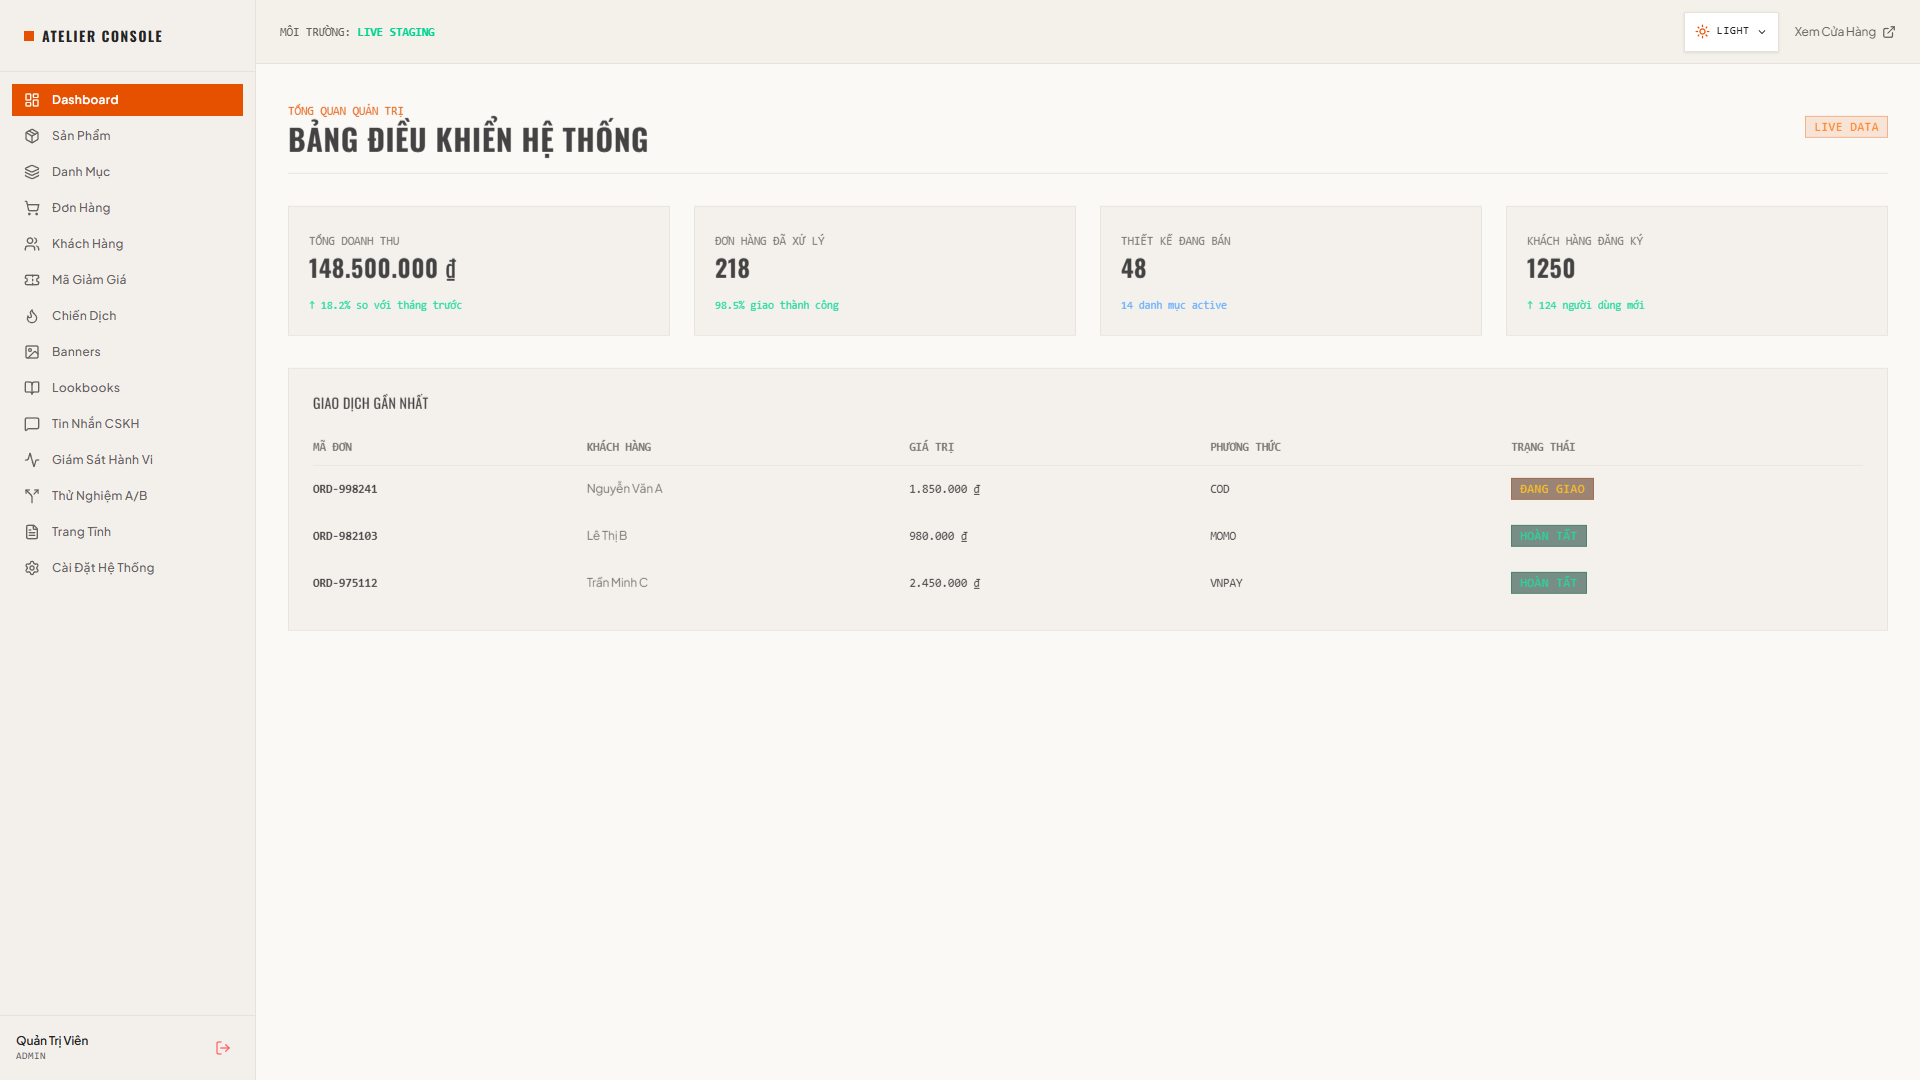 ATELIER CONSOLE
MÔI TRƯỜNG: LIVE STAGING
LIGHT
Xem Cửa Hàng
Dashboard
Sản Phẩm
Danh Mục
Đơn Hàng
Khách Hàng
Mã Giảm Giá
Chiến Dịch
Banners
Lookbooks
Tin Nhắn CSKH
Giám Sát Hành Vi
Thử Nghiệm A/B
Trang Tĩnh
Cài Đặt Hệ Thống
Quản Trị Viên
ADMIN
TỔNG QUAN QUẢN TRỊ
BẢNG ĐIỀU KHIỂN HỆ THỐNG
LIVE DATA
TỔNG DOANH THU
148.500.000 ₫
↑ 18.2% so với tháng trước
ĐƠN HÀNG ĐÃ XỬ LÝ
218
98.5% giao thành công
THIẾT KẾ ĐANG BÁN
48
14 danh mục active
KHÁCH HÀNG ĐĂNG KÝ
1250
↑ 124 người dùng mới
GIAO DỊCH GẦN NHẤT
MÃ ĐƠN KHÁCH HÀNG GIÁ TRỊ PHƯƠNG THỨC TRẠNG THÁI
ORD-998241 Nguyễn Văn A 1.850.000 ₫ COD ĐANG GIAO
ORD-982103 Lê Thị B 980.000 ₫ MOMO HOÀN TẤT
ORD-975112 Trần Minh C 2.450.000 ₫ VNPAY HOÀN TẤT